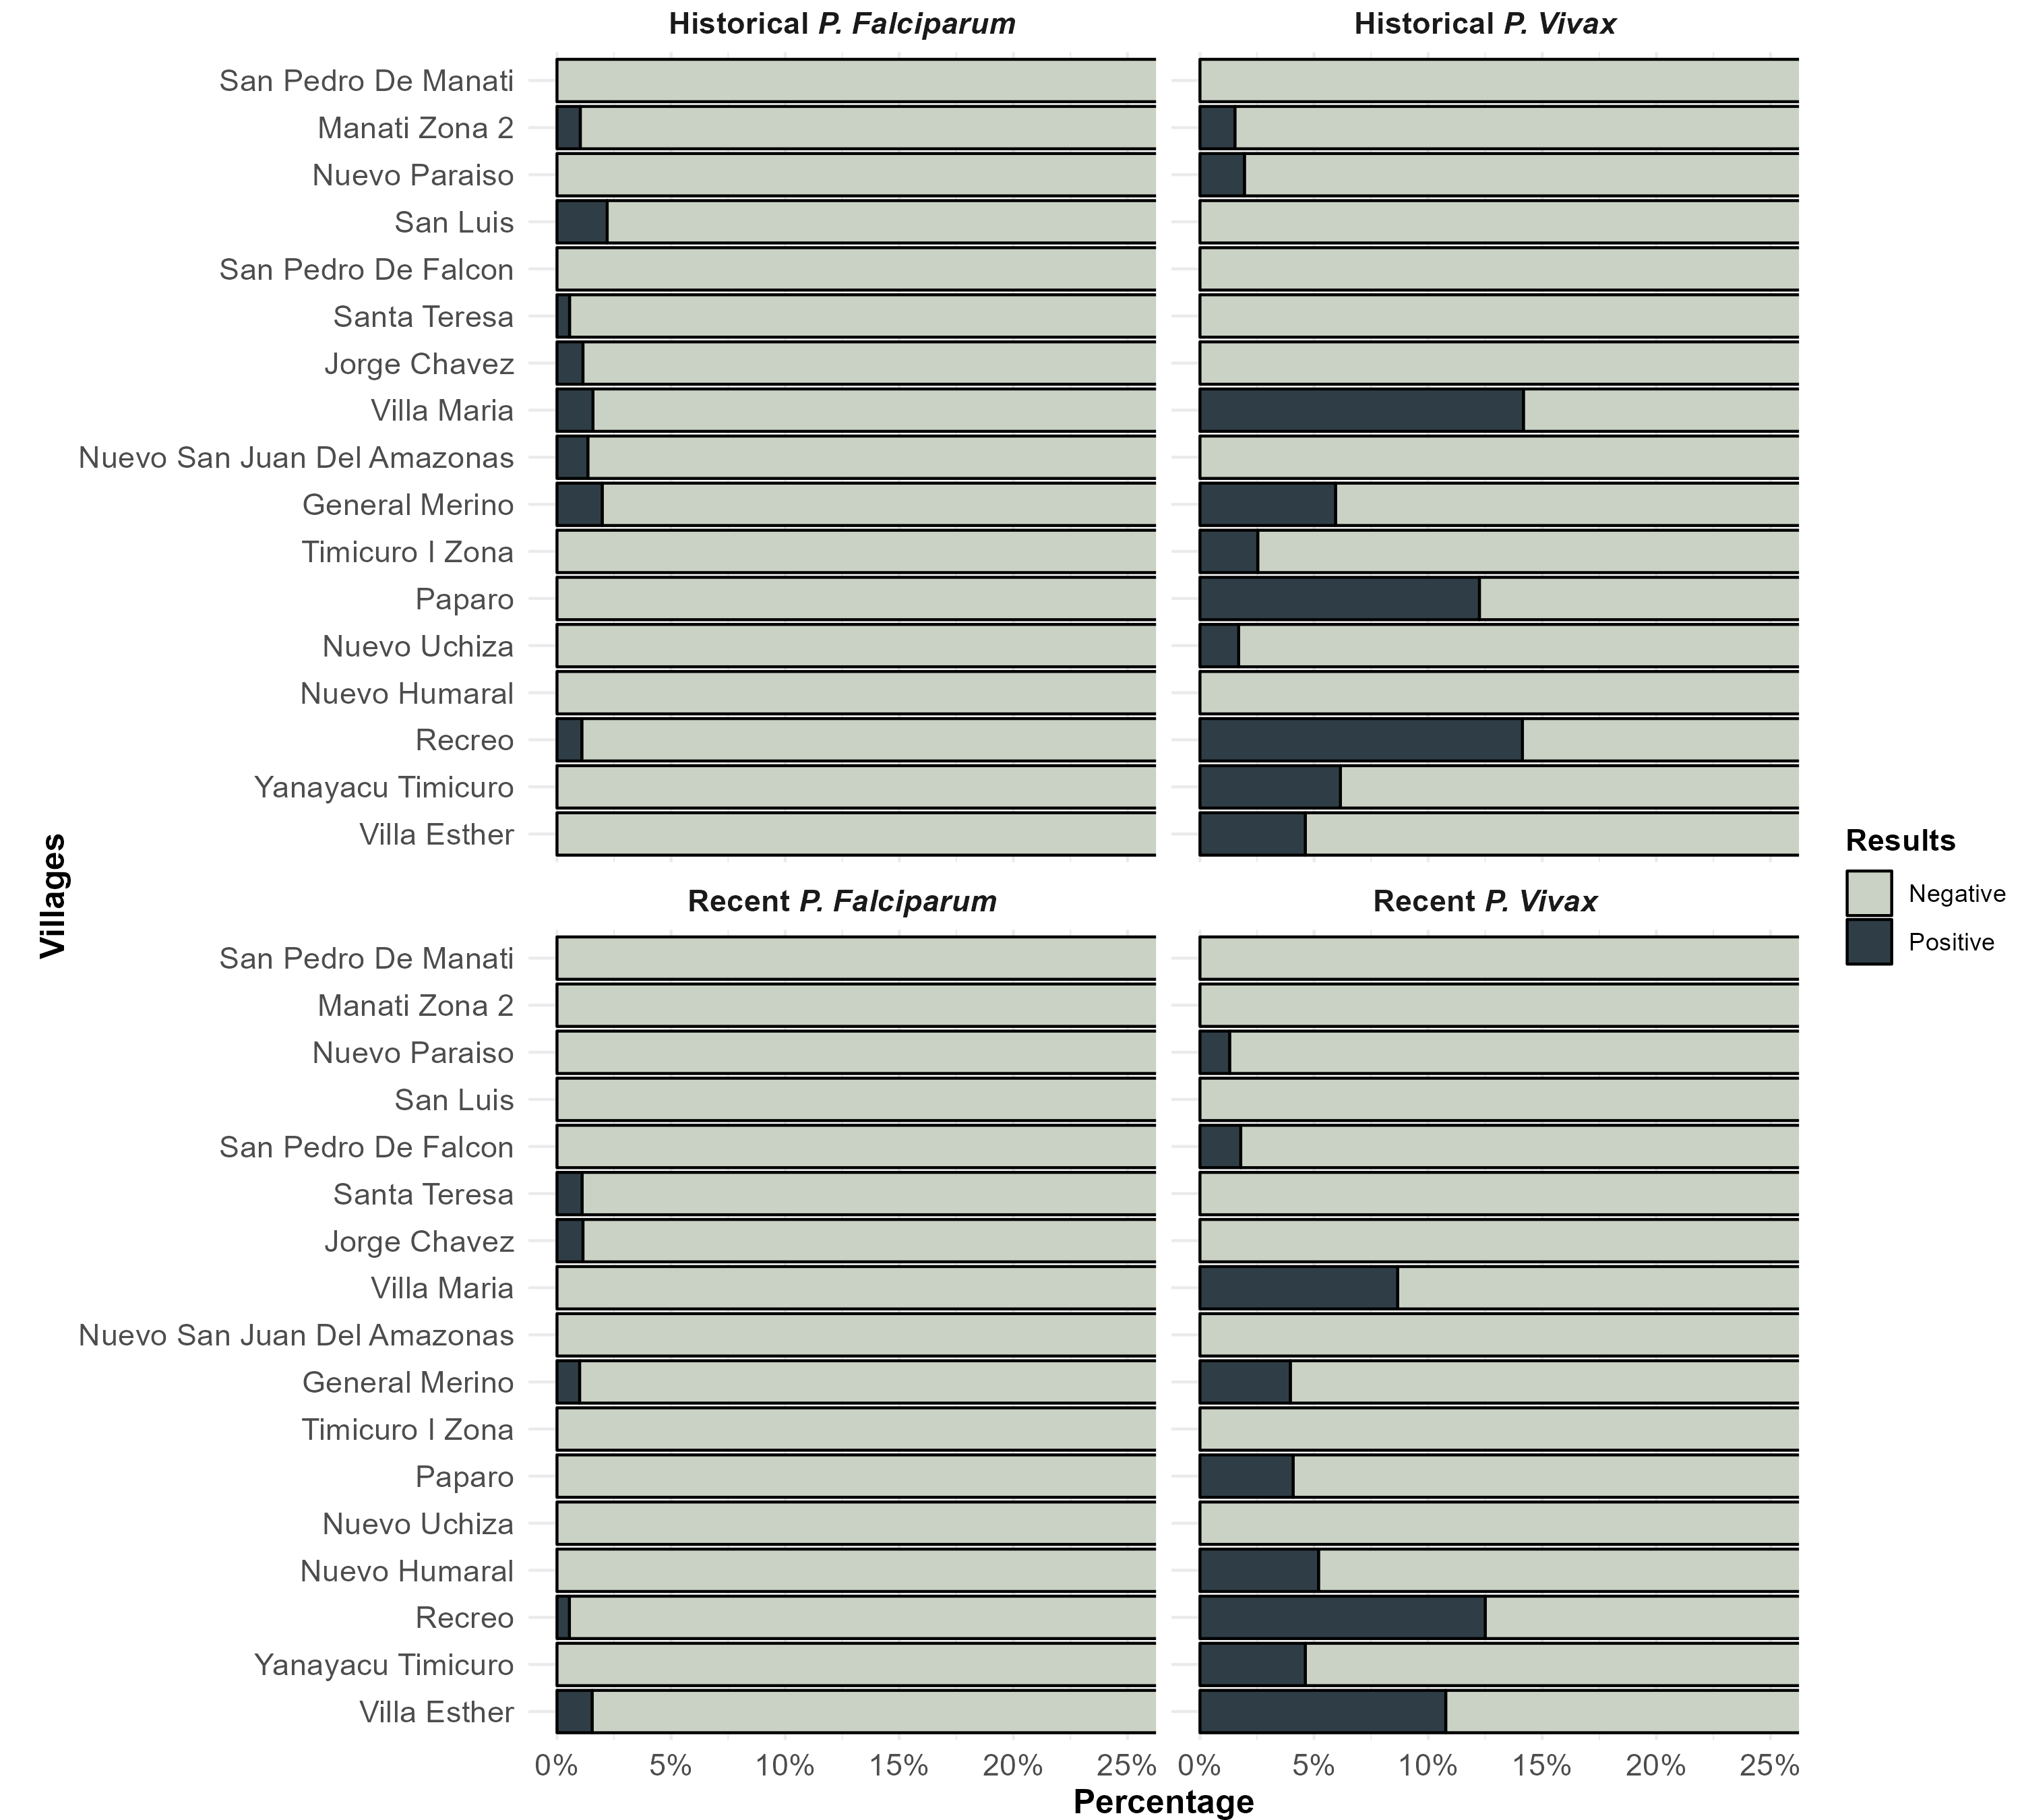 Historical P. Falciparum
Historical P. Vivax
San Pedro De Manati
Manati Zona 2
Nuevo Paraiso
San Luis
San Pedro De Falcon
Santa Teresa
Jorge Chavez
Villa Maria
Nuevo San Juan Del Amazonas
General Merino
Timicuro I Zona
Paparo
Nuevo Uchiza
Nuevo Humaral
Recreo
Yanayacu Timicuro
Villa Esther
Villages
Recent P. Falciparum
Recent P. Vivax
San Pedro De Manati
Manati Zona 2
Nuevo Paraiso
San Luis
San Pedro De Falcon
Santa Teresa
Jorge Chavez
Villa Maria
Nuevo San Juan Del Amazonas
General Merino
Timicuro I Zona
Paparo
Nuevo Uchiza
Nuevo Humaral
Recreo
Yanayacu Timicuro
Villa Esther
0% 5% 10% 15% 20% 25%
0% 5% 10% 15% 20% 25%
Percentage
Results
Negative
Positive